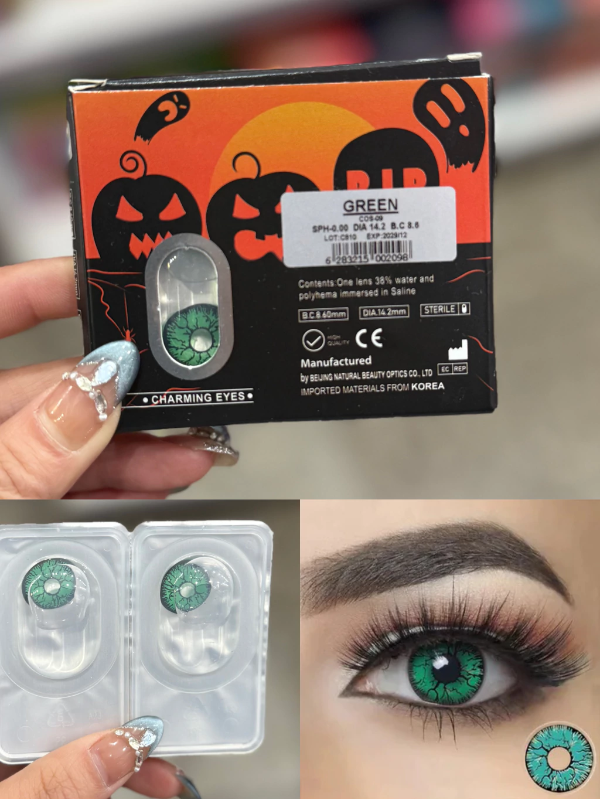 R.I.P
GREEN
COS-09
SPH-0.00 DIA 14.2 B.C 8.6
LOT:C810 EXP:2029/12
6 283215 002098
Contents:One lens 38% water and
polyhema immersed in Saline
B.C.8.60mm DIA.14.2mm STERILE
HIGH
QUALITY CE
Manufactured
by BEIJING NATURAL BEAUTY OPTICS CO., LTD EC REP
IMPORTED MATERIALS FROM KOREA
• CHARMING EYES •